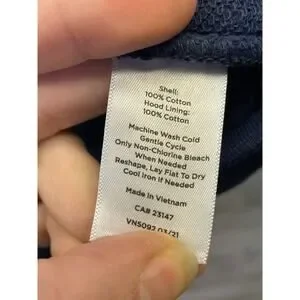 Shell:
100% Cotton
Hood Lining:
100% Cotton
Machine Wash Cold
Gentle Cycle
Only Non-Chlorine Bleach
When Needed
Reshape, Lay Flat To Dry
Cool Iron If Needed
Made in Vietnam
CA# 23147
VN5092 03/21